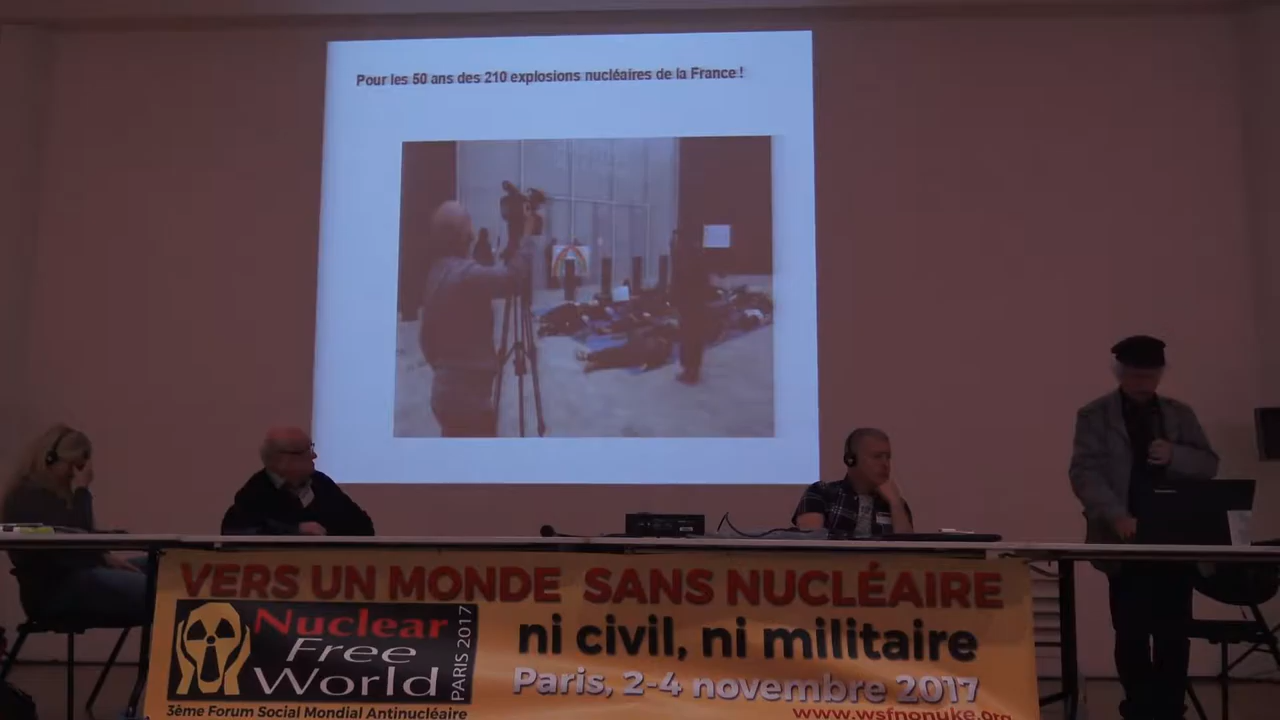 Pour les 50 ans des 210 explosions nucléaires de la France !
VERS UN MONDE SANS NUCLÉAIRE
Nuclear
Free
World
PARIS 2017
ni civil, ni militaire
Paris, 2-4 novembre 2017
3ème Forum Social Mondial Antinucléaire
www.wsfnonuke.org